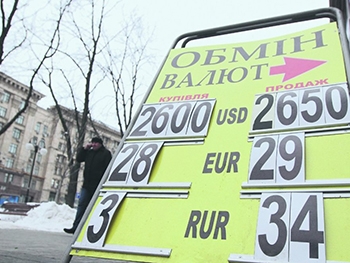 ОБМІН
ВАЛЮТ
КУПІВЛЯ ПРОДАЖ
2600 USD 2650
28 EUR 29
3 RUR 34